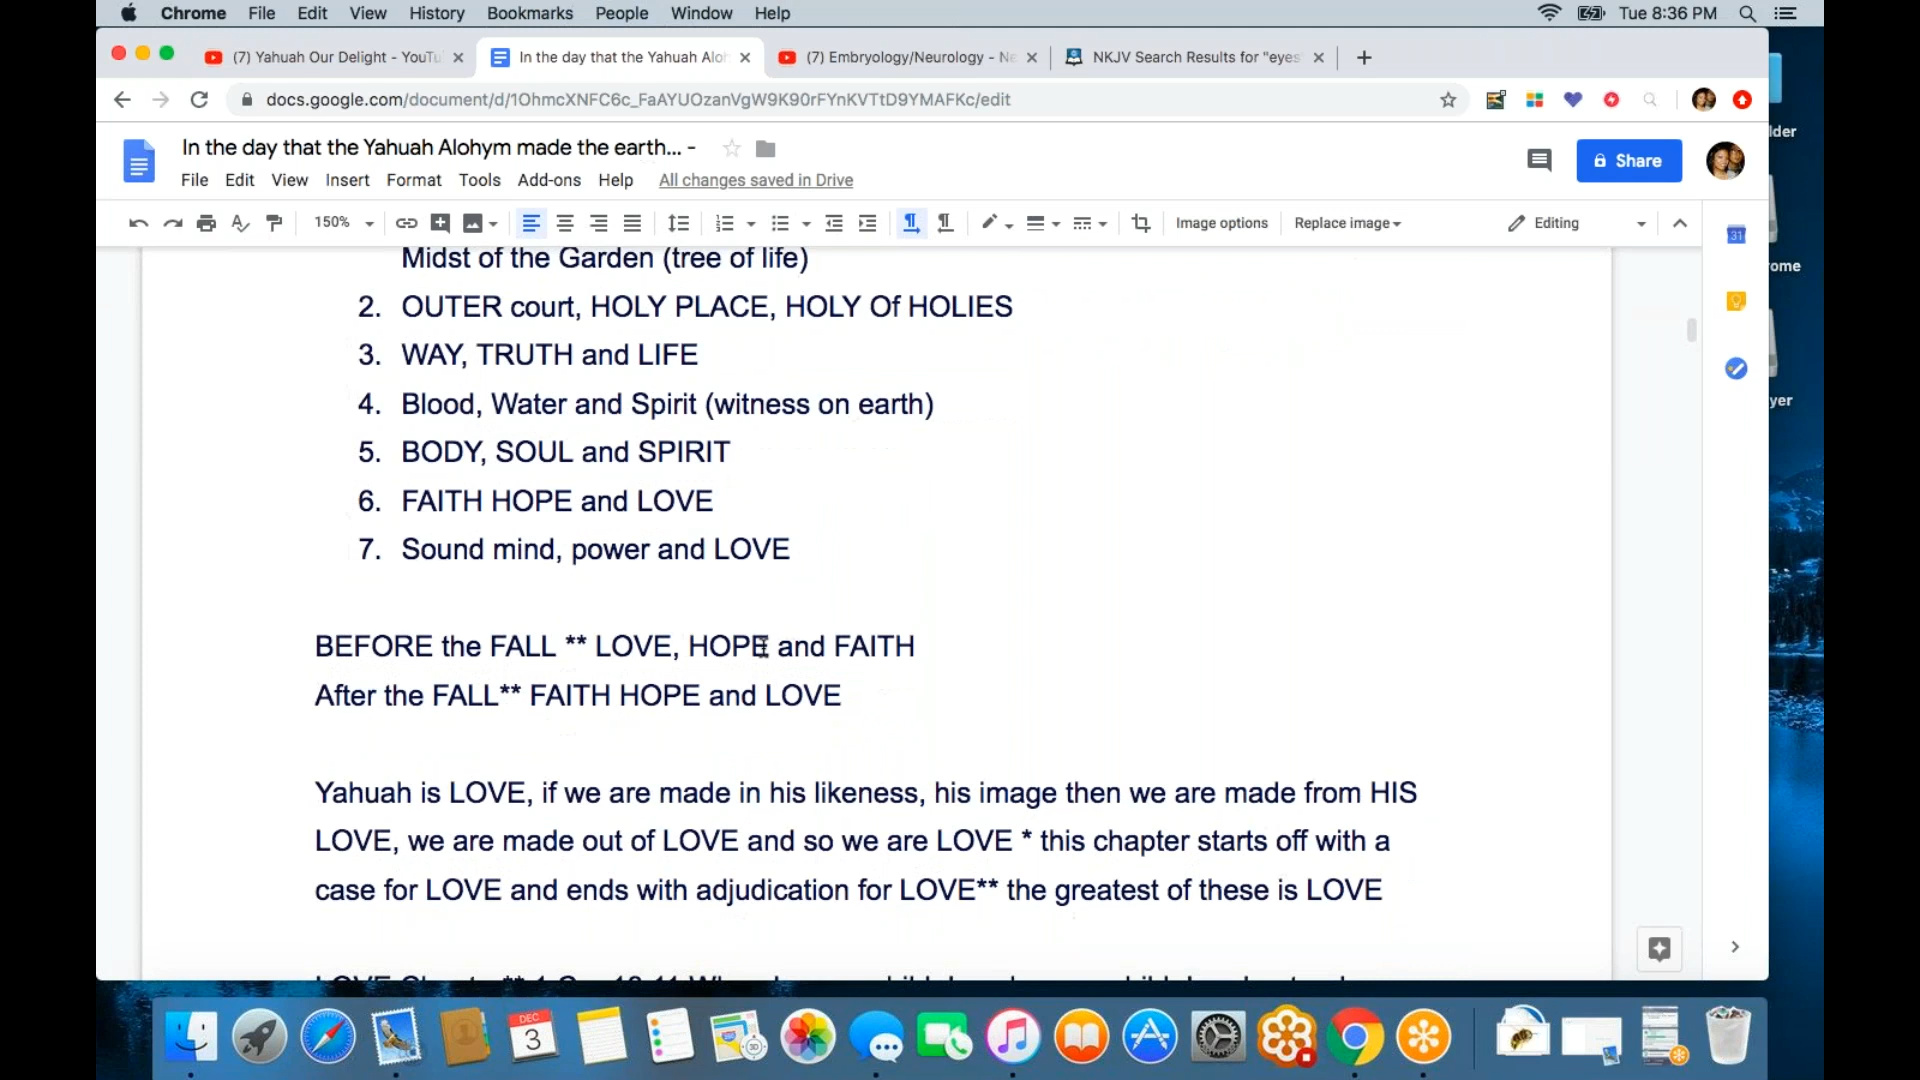 Chrome File Edit View History Bookmarks People Window Help Tue 8:36 PM
(7) Yahuah Our Delight - YouTu
In the day that the Yahuah Aloh
(7) Embryology/Neurology - Ne
NKJV Search Results for "eyes
docs.google.com/document/d/1OhmcXNFC6c_FaAYUOzanVgW9K90rFYnKVTtD9YMAFKc/edit
In the day that the Yahuah Alohym made the earth... -
Share
File Edit View Insert Format Tools Add-ons Help All changes saved in Drive
150% Image options Replace image Editing
31
lder
ome
yer
Midst of the Garden (tree of life)
2. OUTER court, HOLY PLACE, HOLY Of HOLIES
3. WAY, TRUTH and LIFE
4. Blood, Water and Spirit (witness on earth)
5. BODY, SOUL and SPIRIT
6. FAITH HOPE and LOVE
7. Sound mind, power and LOVE
BEFORE the FALL ** LOVE, HOPE and FAITH
After the FALL** FAITH HOPE and LOVE
Yahuah is LOVE, if we are made in his likeness, his image then we are made from HIS
LOVE, we are made out of LOVE and so we are LOVE * this chapter starts off with a
case for LOVE and ends with adjudication for LOVE** the greatest of these is LOVE
DEC
3